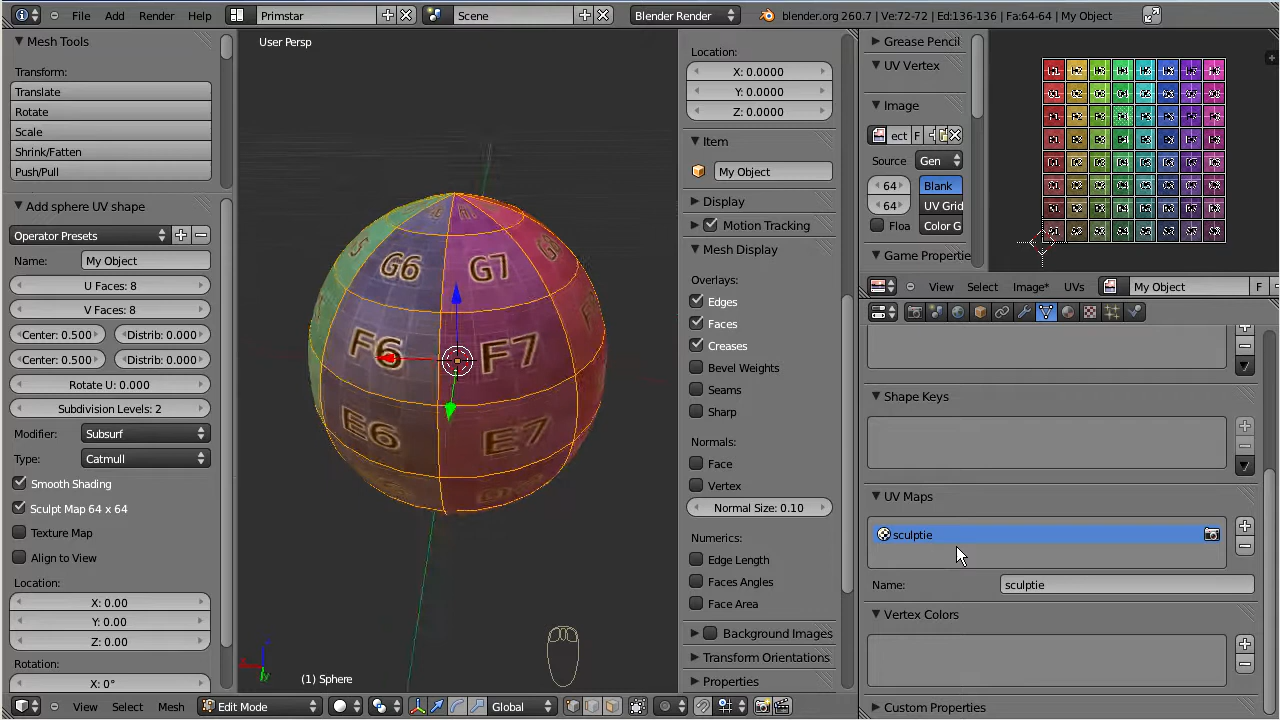 File Add Render Help Primstar Scene Blender Render blender.org 260.7 | Ve:72-72 | Ed:136-136 | Fa:64-64 | My Object
Mesh Tools
Transform:
Translate
Rotate
Scale
Shrink/Fatten
Push/Pull
Add sphere UV shape
Operator Presets
Name: My Object
U Faces: 8
V Faces: 8
Center: 0.500 Distrib: 0.000
Center: 0.500 Distrib: 0.000
Rotate U: 0.000
Subdivision Levels: 2
Modifier: Subsurf
Type: Catmull
Smooth Shading
Sculpt Map 64 x 64
Texture Map
Align to View
Location:
X: 0.00
Y: 0.00
Z: 0.00
Rotation:
X: 0°
User Persp
G6 G7
F6 F7
E6 E7
(1) Sphere
View Select Mesh Edit Mode Global
Location:
X: 0.0000
Y: 0.0000
Z: 0.0000
Item
My Object
Display
Motion Tracking
Mesh Display
Overlays:
Edges
Faces
Creases
Bevel Weights
Seams
Sharp
Normals:
Face
Vertex
Normal Size: 0.10
Numerics:
Edge Length
Faces Angles
Face Area
Background Images
Transform Orientations
Properties
Grease Pencil
UV Vertex
Image
ect F
Source Gen
64 Blank
64 UV Grid
Floa Color G
Game Propertie
View Select Image* UVs My Object F
Shape Keys
UV Maps
sculptie
Name: sculptie
Vertex Colors
Custom Properties